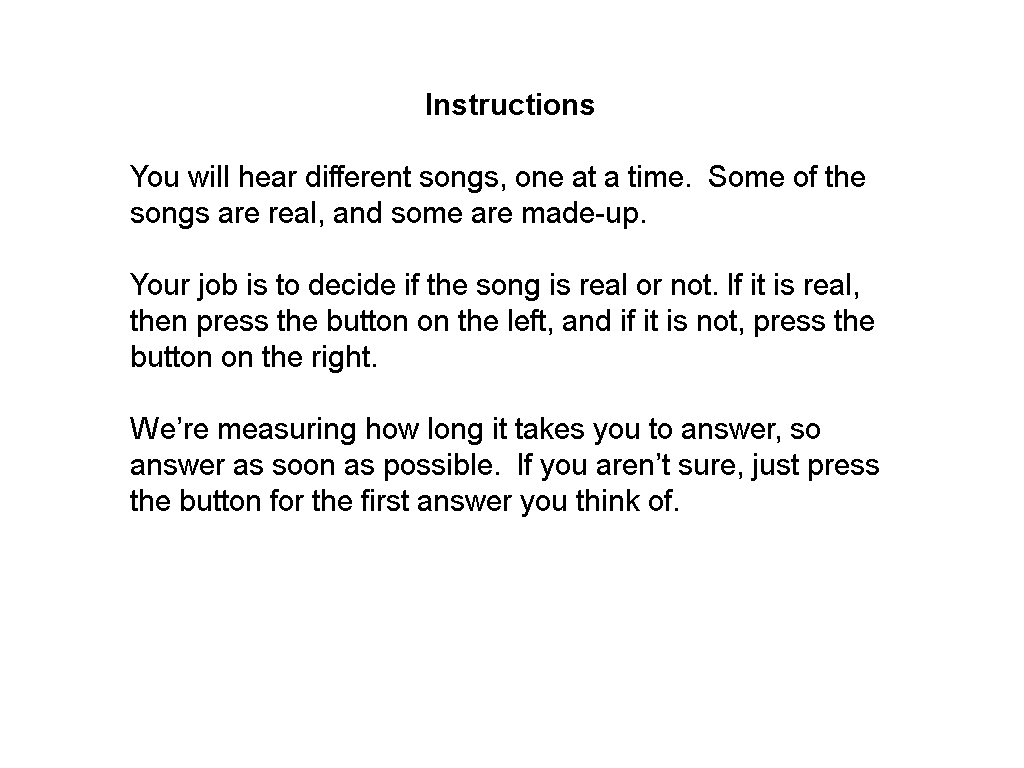 Instructions
You will hear different songs, one at a time.  Some of the
songs are real, and some are made-up.
Your job is to decide if the song is real or not. If it is real,
then press the button on the left, and if it is not, press the
button on the right.
We’re measuring how long it takes you to answer, so
answer as soon as possible.  If you aren’t sure, just press
the button for the first answer you think of.